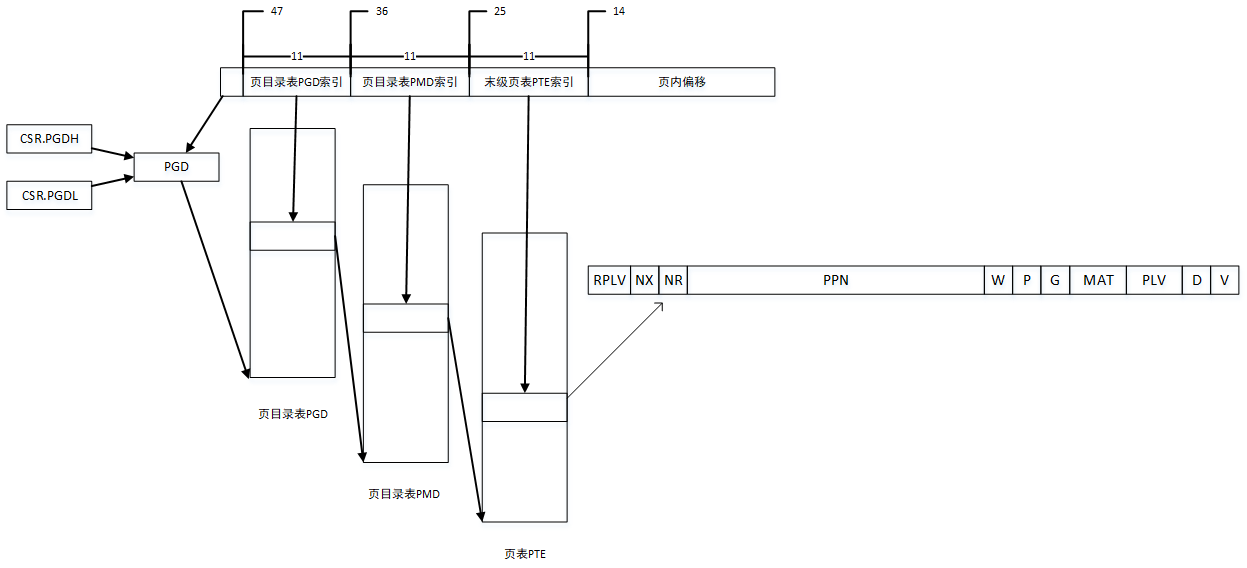 47
36
25
14
11
11
11
页目录表PGD索引
页目录表PMD索引
末级页表PTE索引
页内偏移
CSR.PGDH
PGD
CSR.PGDL
RPLV
NX
NR
PPN
W
P
G
MAT
PLV
D
V
页目录表PGD
页目录表PMD
页表PTE